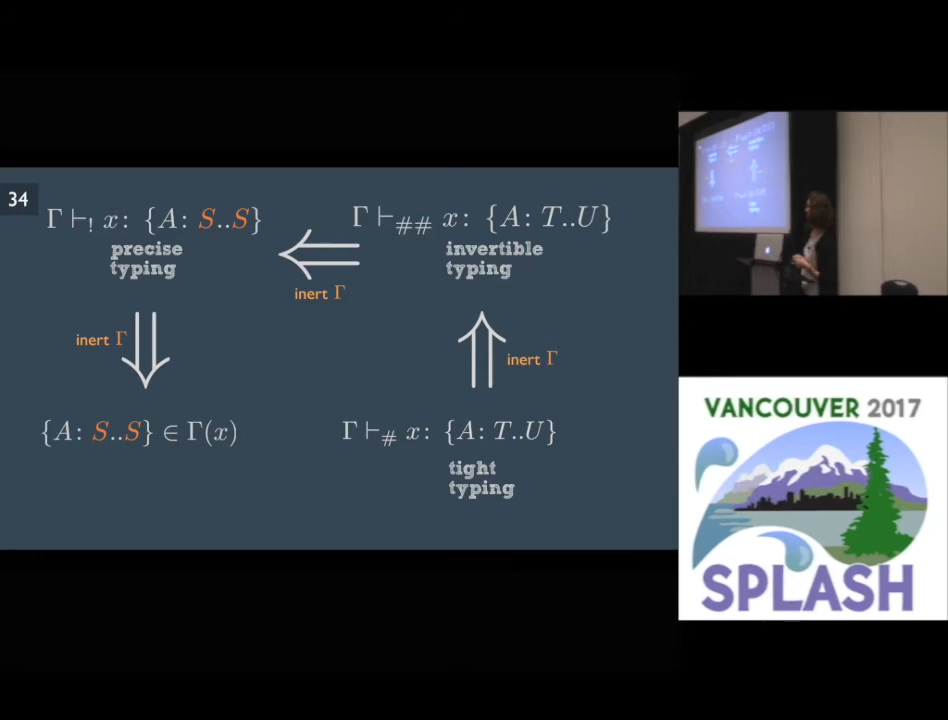 34
Γ ⊢! x: {A: S..S}
precise
typing
Γ ⊢## x: {A: T..U}
invertible
typing
inert Γ
inert Γ
inert Γ
{A: S..S} ∈ Γ(x)
Γ ⊢# x: {A: T..U}
tight
typing
VANCOUVER 2017
SPLASH